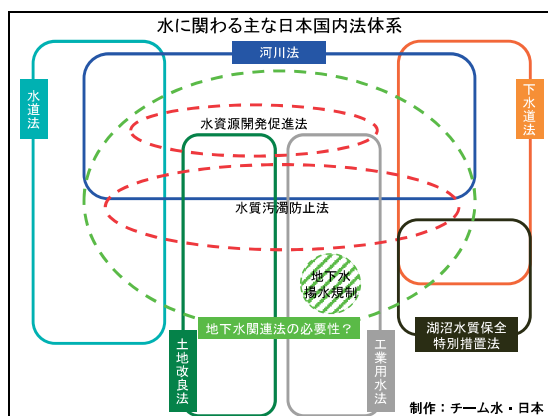 水に関わる主な日本国内法体系
河川法
水道法
下水道法
水資源開発促進法
水質汚濁防止法
地下水
揚水規制
地下水関連法の必要性？
湖沼水質保全
特別措置法
土地改良法
工業用水法
制作：チーム水・日本